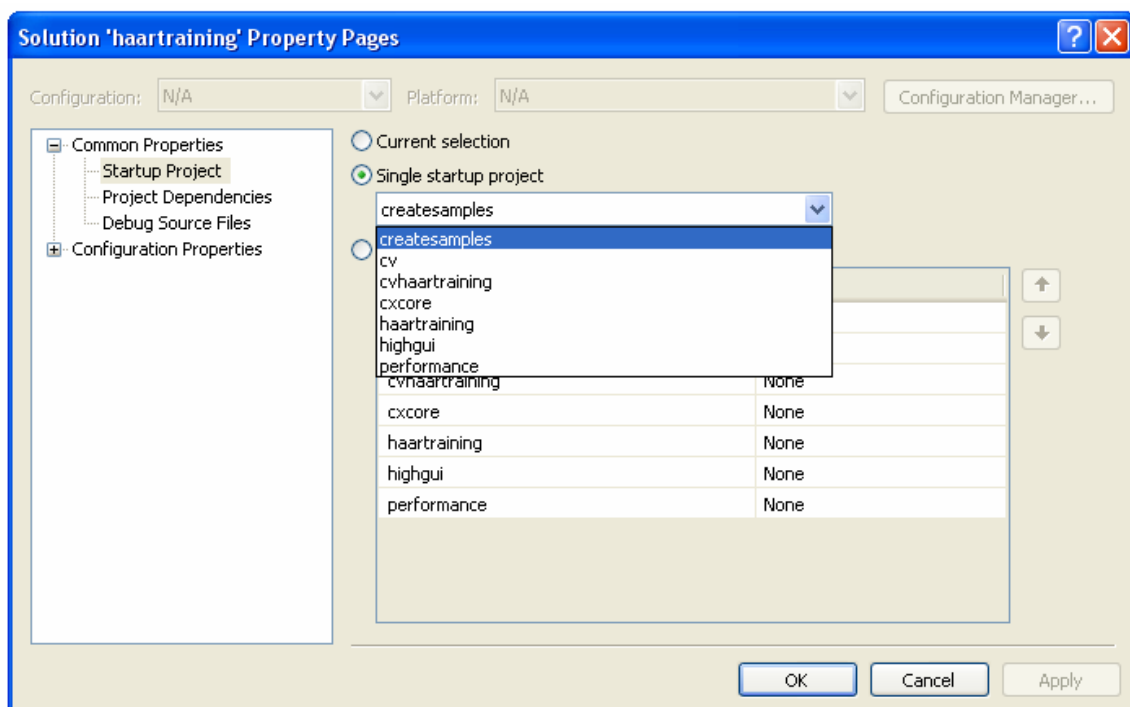 Solution 'haartraining' Property Pages
Configuration: N/A Platform: N/A Configuration Manager...
Common Properties
Startup Project
Project Dependencies
Debug Source Files
Configuration Properties
Current selection
Single startup project
createsamples
createsamples
cv
cvhaartraining
cxcore
haartraining
highgui
performance
cvhaartraining None
cxcore None
haartraining None
highgui None
performance None
OK Cancel Apply